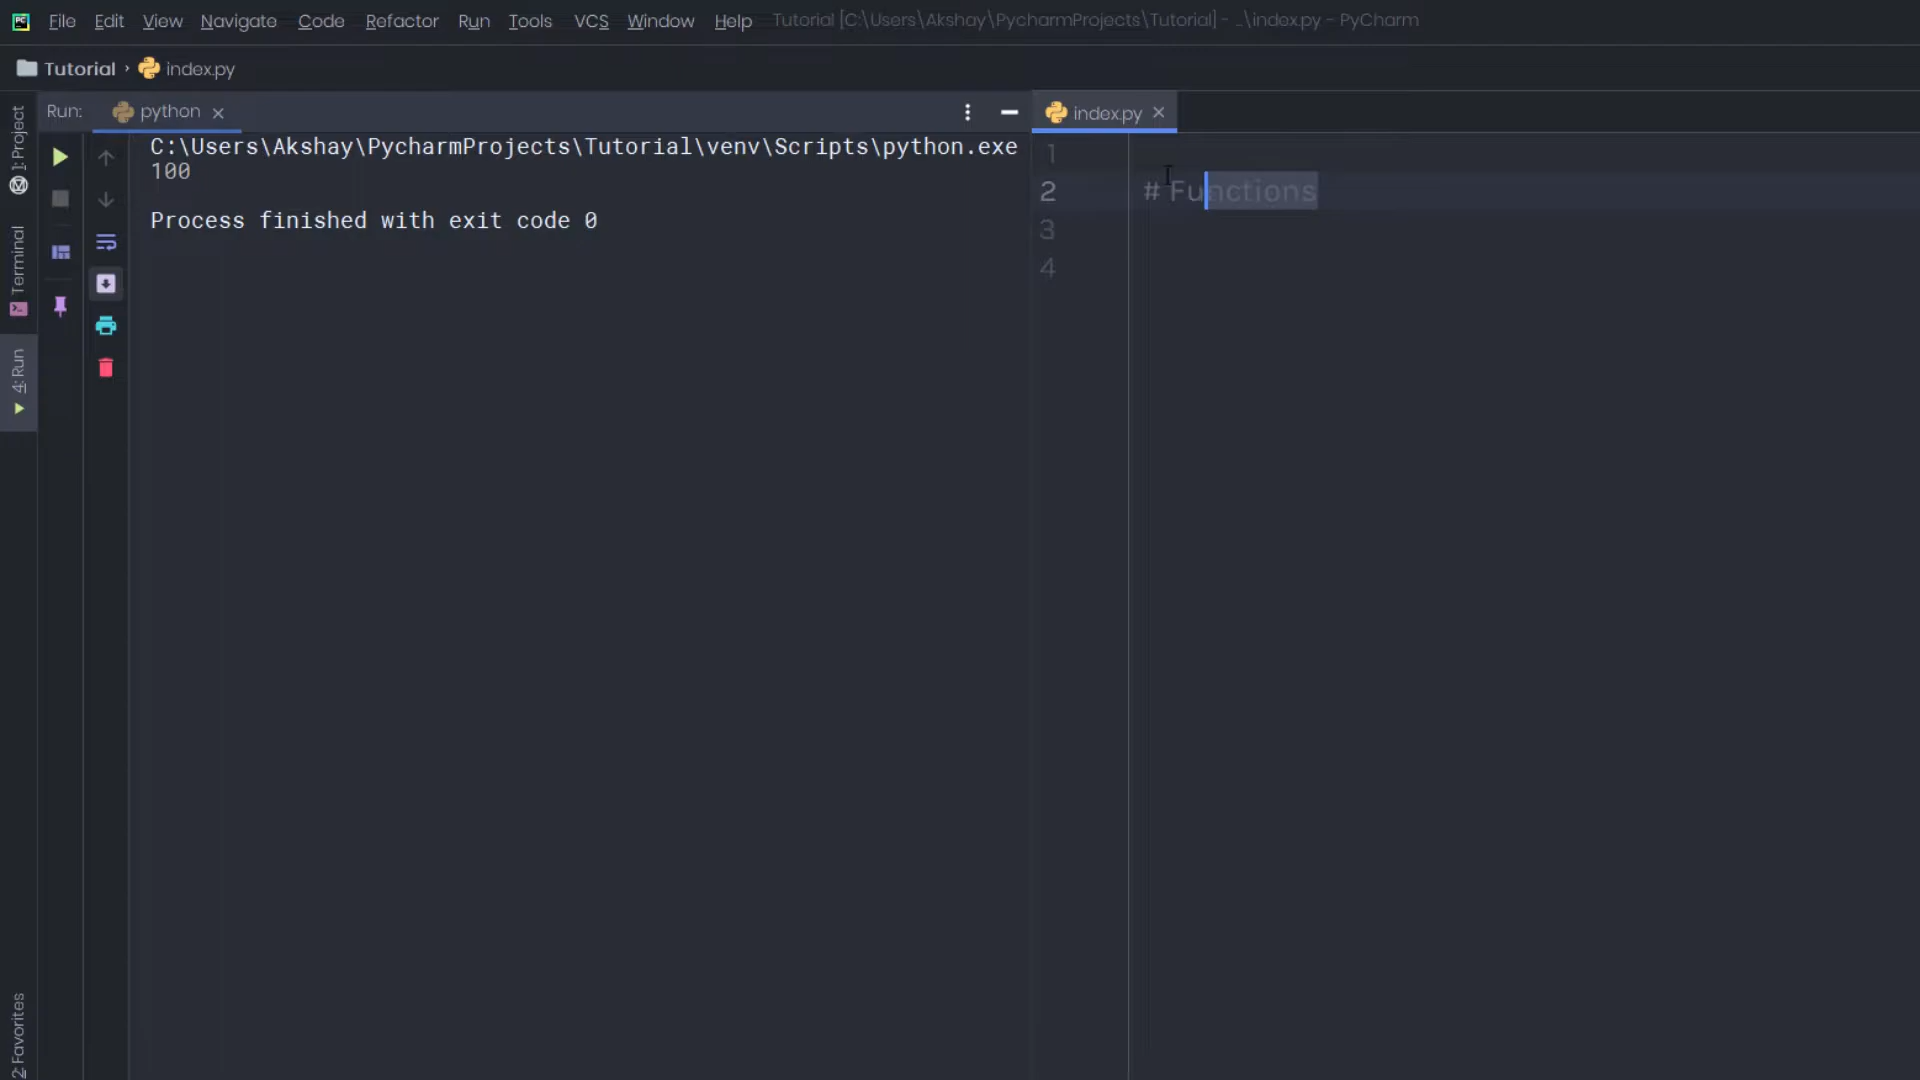 File Edit View Navigate Code Refactor Run Tools VCS Window Help Tutorial [C:\Users\Akshay\PycharmProjects\Tutorial] - ..\index.py - PyCharm
Tutorial › index.py
Run: python
index.py
1: Project
Terminal
4: Run
2: Favorites
C:\Users\Akshay\PycharmProjects\Tutorial\venv\Scripts\python.exe
100
Process finished with exit code 0
1
2 # Functions
3
4